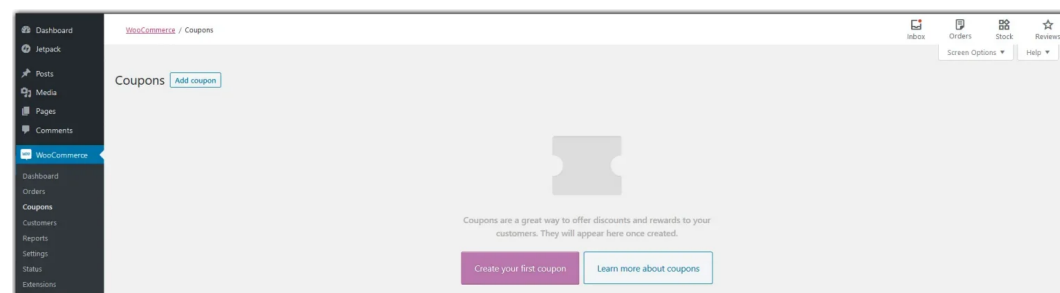 Dashboard
Jetpack
Posts
Media
Pages
Comments
WooCommerce
Dashboard
Orders
Coupons
Customers
Reports
Settings
Status
Extensions
WooCommerce / Coupons
Inbox
Orders
Stock
Reviews
Screen Options ▼
Help ▼
Coupons
Add coupon
Coupons are a great way to offer discounts and rewards to your
customers. They will appear here once created.
Create your first coupon
Learn more about coupons